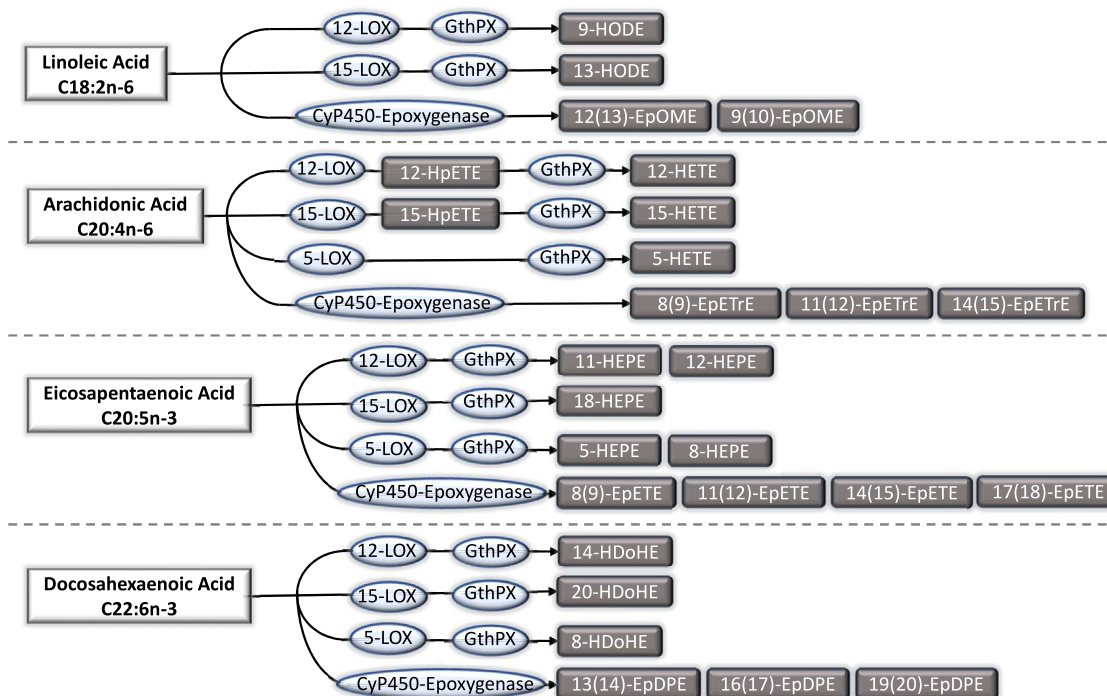 12-LOX GthPX 9-HODE
Linoleic Acid
C18:2n-6
15-LOX GthPX 13-HODE
CyP450-Epoxygenase 12(13)-EpOME 9(10)-EpOME
12-LOX 12-HpETE GthPX 12-HETE
Arachidonic Acid
C20:4n-6
15-LOX 15-HpETE GthPX 15-HETE
5-LOX GthPX 5-HETE
CyP450-Epoxygenase 8(9)-EpETrE 11(12)-EpETrE 14(15)-EpETrE
12-LOX GthPX 11-HEPE 12-HEPE
Eicosapentaenoic Acid
C20:5n-3
15-LOX GthPX 18-HEPE
5-LOX GthPX 5-HEPE 8-HEPE
CyP450-Epoxygenase 8(9)-EpETE 11(12)-EpETE 14(15)-EpETE 17(18)-EpETE
12-LOX GthPX 14-HDoHE
Docosahexaenoic Acid
C22:6n-3
15-LOX GthPX 20-HDoHE
5-LOX GthPX 8-HDoHE
CyP450-Epoxygenase 13(14)-EpDPE 16(17)-EpDPE 19(20)-EpDPE